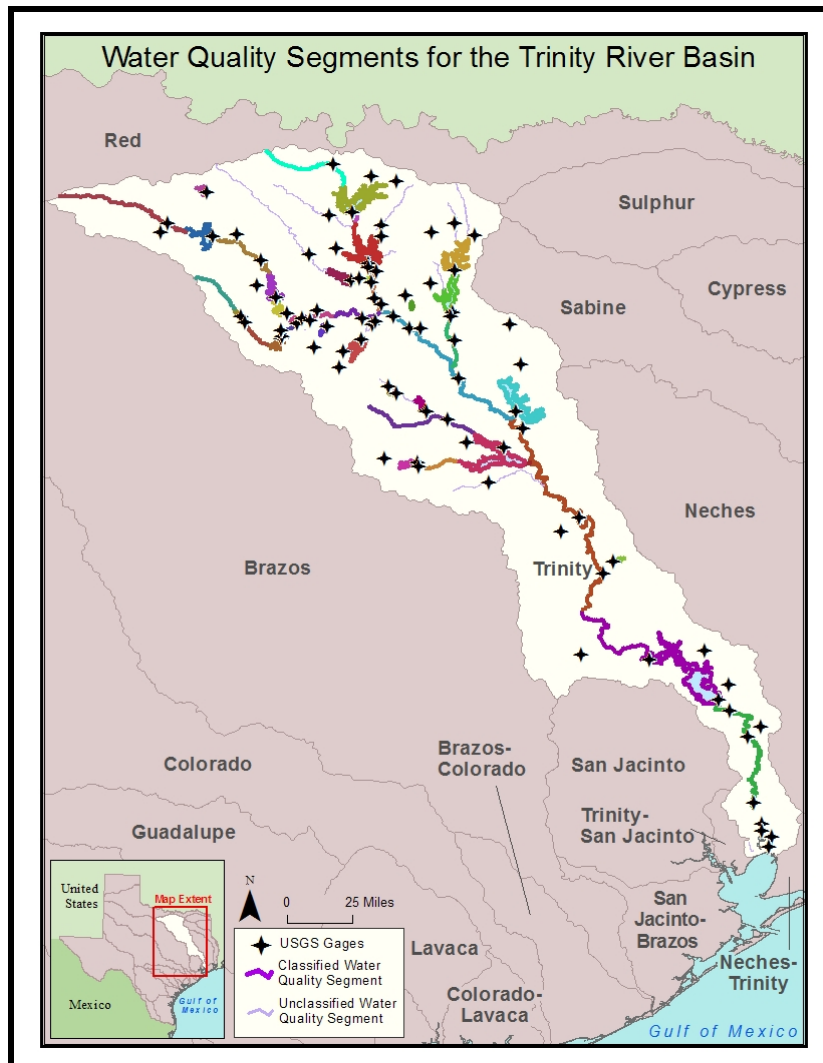 Water Quality Segments for the Trinity River Basin
Red
Sulphur
Cypress
Sabine
Neches
Brazos
Trinity
Brazos-
Colorado
San Jacinto
Colorado
Trinity-
San Jacinto
Guadalupe
United
States
Map Extent
N
0 25 Miles
San
Jacinto-
Brazos
USGS Gages
Lavaca
Classified Water
Quality Segment
Neches-
Trinity
Colorado-
Lavaca
Unclassified Water
Quality Segment
Mexico
Gulf of
Mexico
Gulf of Mexico